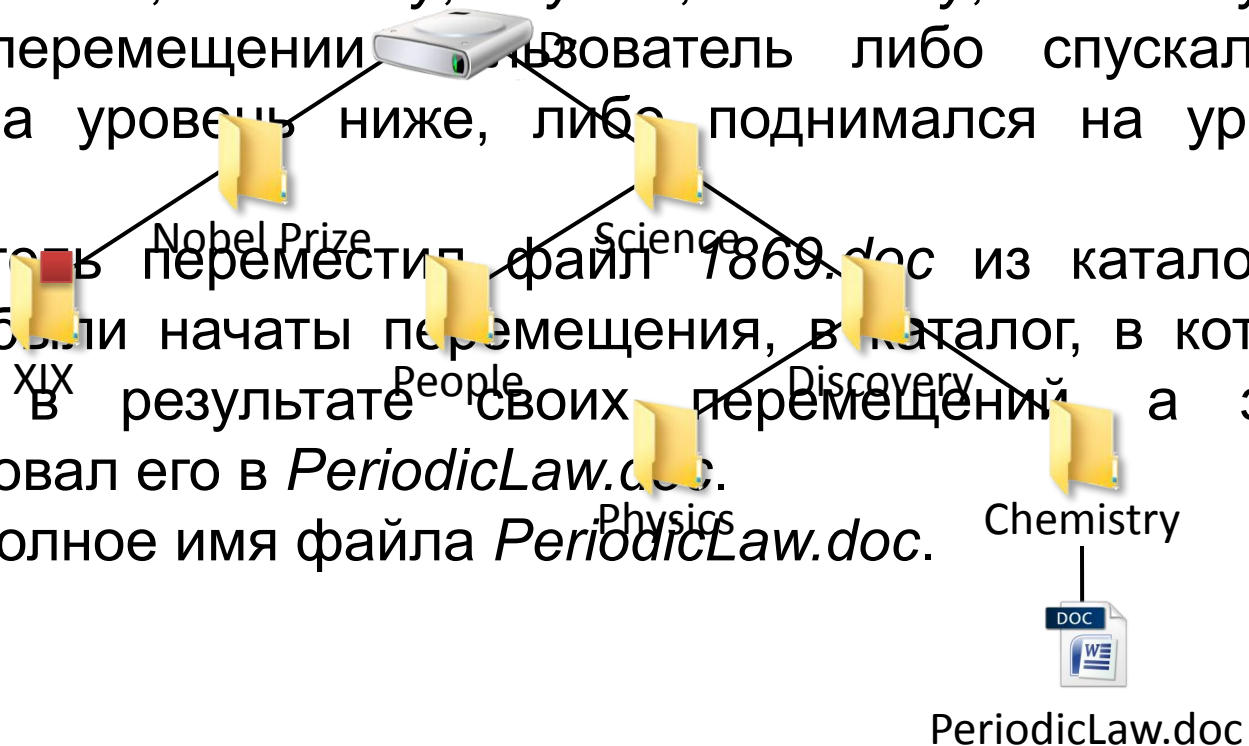 перемещении пользователь либо спускал
а уровень ниже, либо поднимался на ур
Nobel Prize
Science
переместил файл 1869.doc из катало
были начаты перемещения, в каталог, в кот
XIX
People
Discovery
в результате своих перемещений, а з
овал его в PeriodicLaw.doc.
Physics
Chemistry
олное имя файла PeriodicLaw.doc.
DOC
W
PeriodicLaw.doc